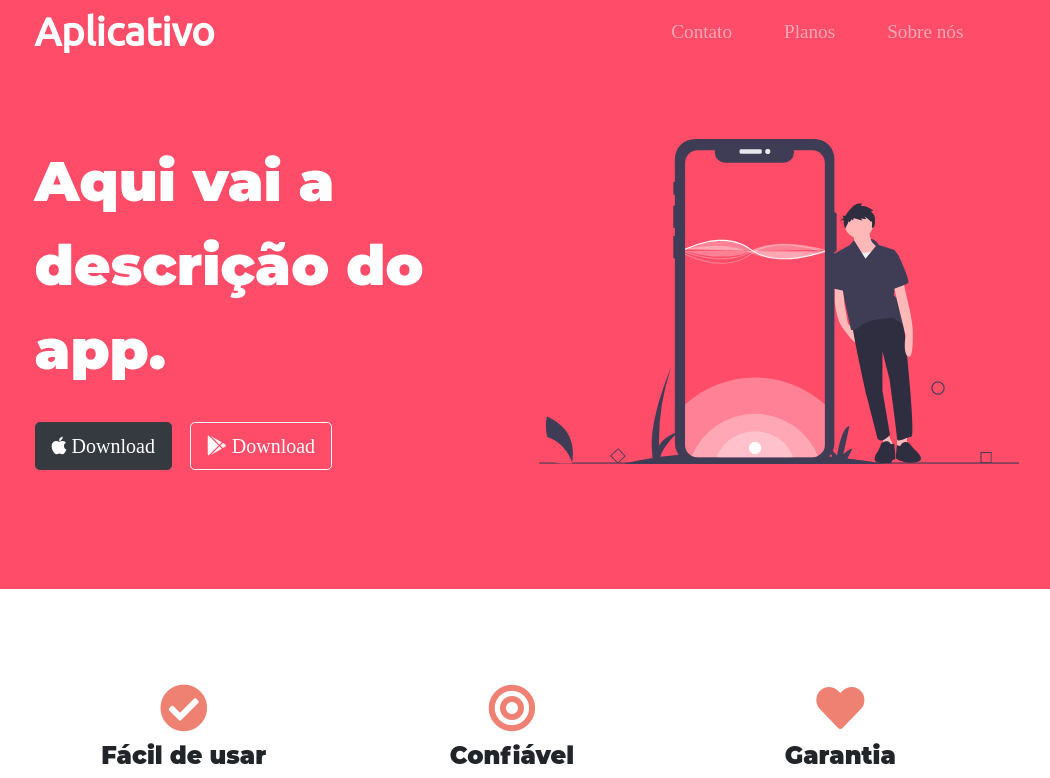 Aplicativo
Contato Planos Sobre nós
Aqui vai a
descrição do
app.
Download Download
Fácil de usar Confiável Garantia